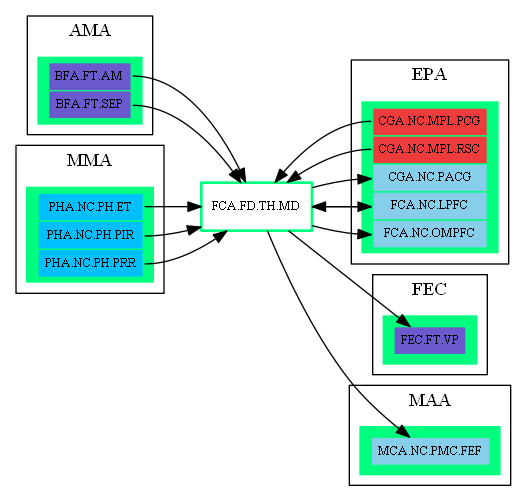 AMA
BFA.FT.AM
BFA.FT.SEP
MMA
PHA.NC.PH.ET
PHA.NC.PH.PIR
PHA.NC.PH.PRR
FCA.FD.TH.MD
EPA
CGA.NC.MPL.PCG
CGA.NC.MPL.RSC
CGA.NC.PACG
FCA.NC.LPFC
FCA.NC.OMPFC
FEC
FEC.FT.VP
MAA
MCA.NC.PMC.FEF